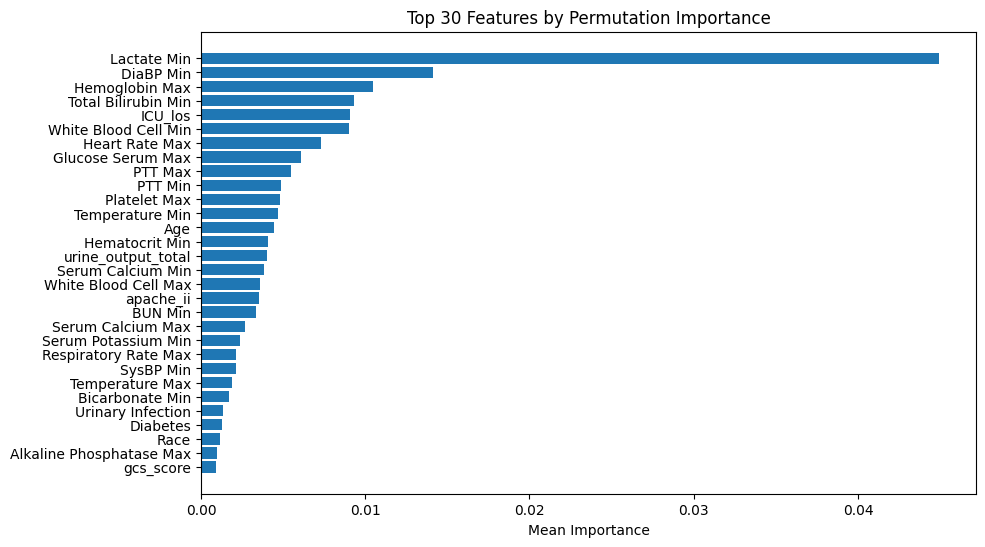 Top 30 Features by Permutation Importance
Lactate Min
DiaBP Min
Hemoglobin Max
Total Bilirubin Min
ICU_los
White Blood Cell Min
Heart Rate Max
Glucose Serum Max
PTT Max
PTT Min
Platelet Max
Temperature Min
Age
Hematocrit Min
urine_output_total
Serum Calcium Min
White Blood Cell Max
apache_ii
BUN Min
Serum Calcium Max
Serum Potassium Min
Respiratory Rate Max
SysBP Min
Temperature Max
Bicarbonate Min
Urinary Infection
Diabetes
Race
Alkaline Phosphatase Max
gcs_score
0.00 0.01 0.02 0.03 0.04
Mean Importance